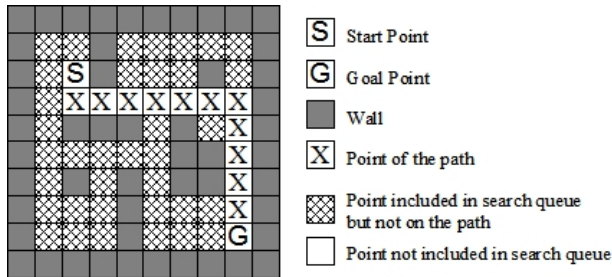 S Start Point
G Goal Point
Wall
S
X X X X X X X
X
X Point of the path
X
X
X
Point included in search queue
but not on the path
G
Point not included in search queue